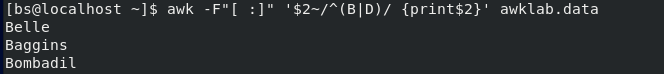 [bs@localhost ~]$ awk -F"[ :]" '$2~/^(B|D)/ {print$2}' awklab.data
Belle
Baggins
Bombadil